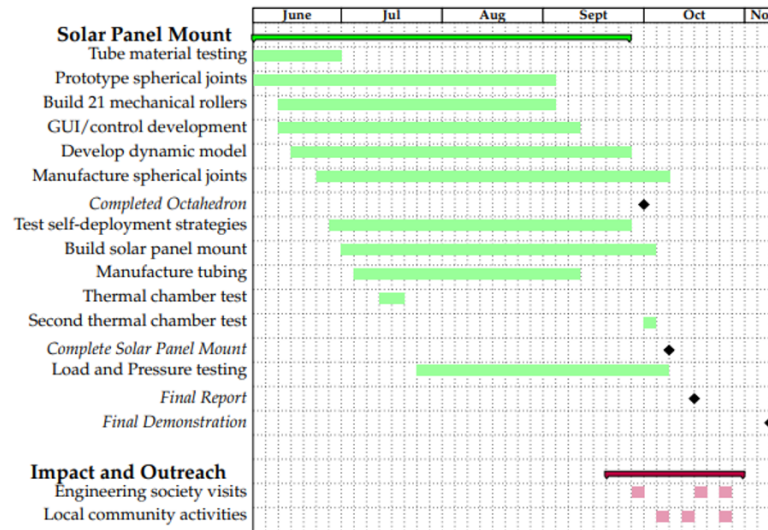 June Jul Aug Sept Oct No
Solar Panel Mount
Tube material testing
Prototype spherical joints
Build 21 mechanical rollers
GUI/control development
Develop dynamic model
Manufacture spherical joints
Completed Octahedron
Test self-deployment strategies
Build solar panel mount
Manufacture tubing
Thermal chamber test
Second thermal chamber test
Complete Solar Panel Mount
Load and Pressure testing
Final Report
Final Demonstration
Impact and Outreach
Engineering society visits
Local community activities